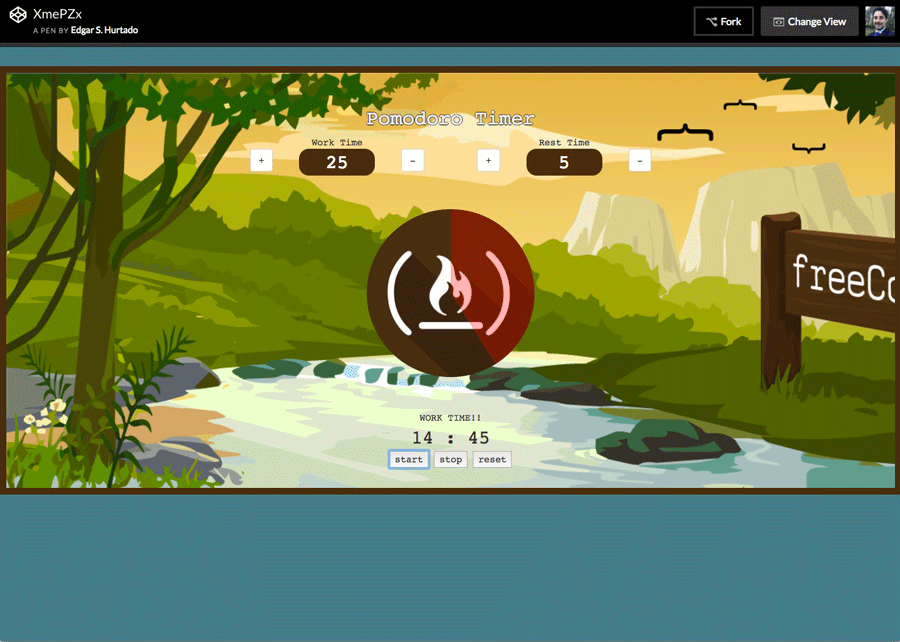 XmePZx
A PEN BY Edgar S. Hurtado
Fork
Change View
Pomodoro Timer
Work Time
Rest Time
+ 25 -
+ 5 -
freeCo
WORK TIME!!
14 : 45
start stop reset